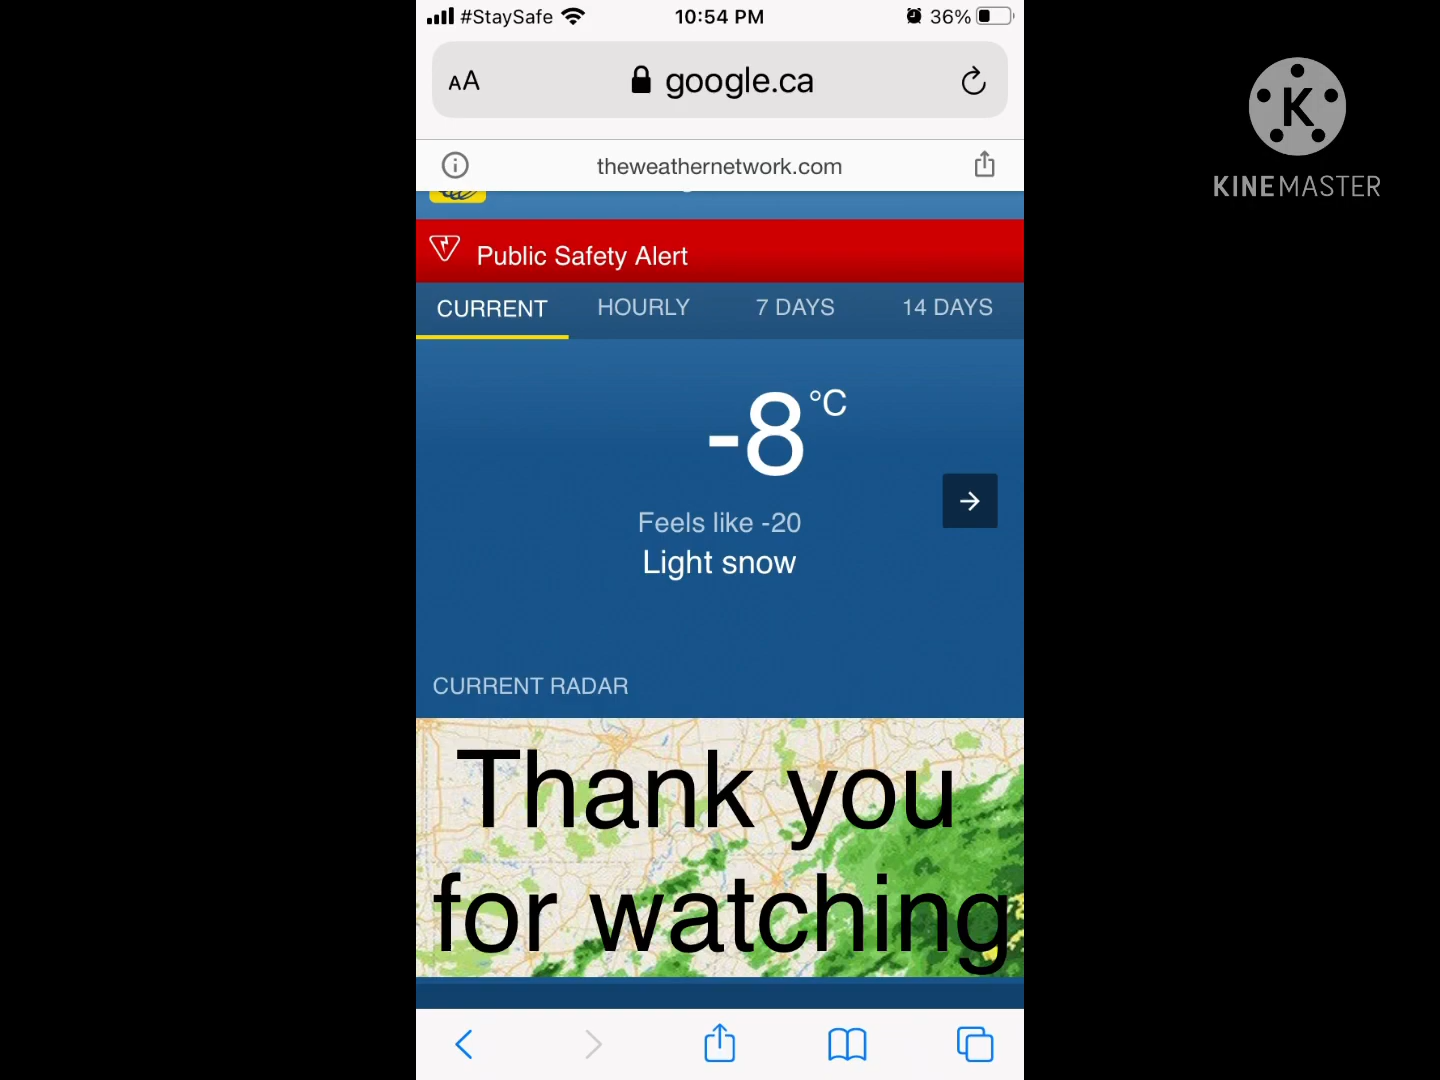 #StaySafe 10:54 PM 36%
AA google.ca
K
KINEMASTER
theweathernetwork.com
Public Safety Alert
CURRENT HOURLY 7 DAYS 14 DAYS
-8°C
Feels like -20
Light snow
CURRENT RADAR
Thank you
for watching